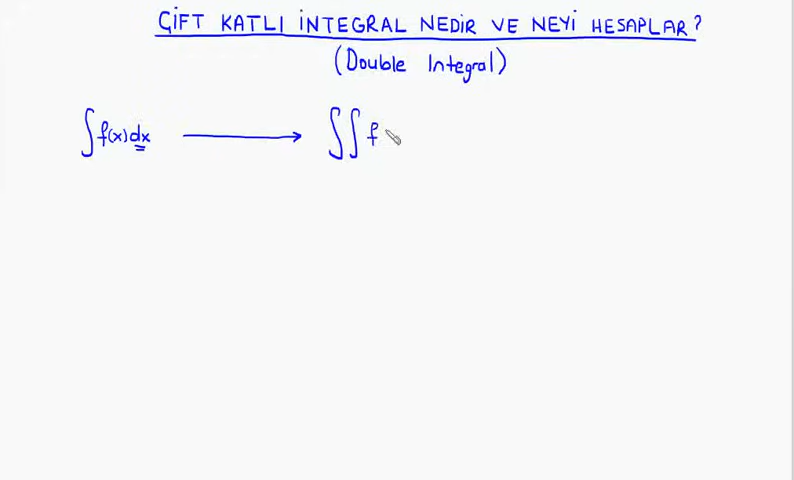 ÇİFT KATLI İNTEGRAL NEDİR VE NEYİ HESAPLAR?
(Double Integral)
∫f(x)dx ⟶ ∫∫f